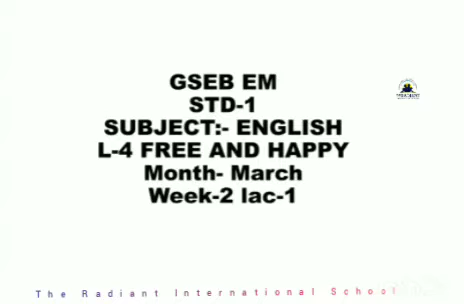 GSEB EM
STD-1
SUBJECT:- ENGLISH
L-4 FREE AND HAPPY
Month- March
Week-2 lac-1
The Radiant International School